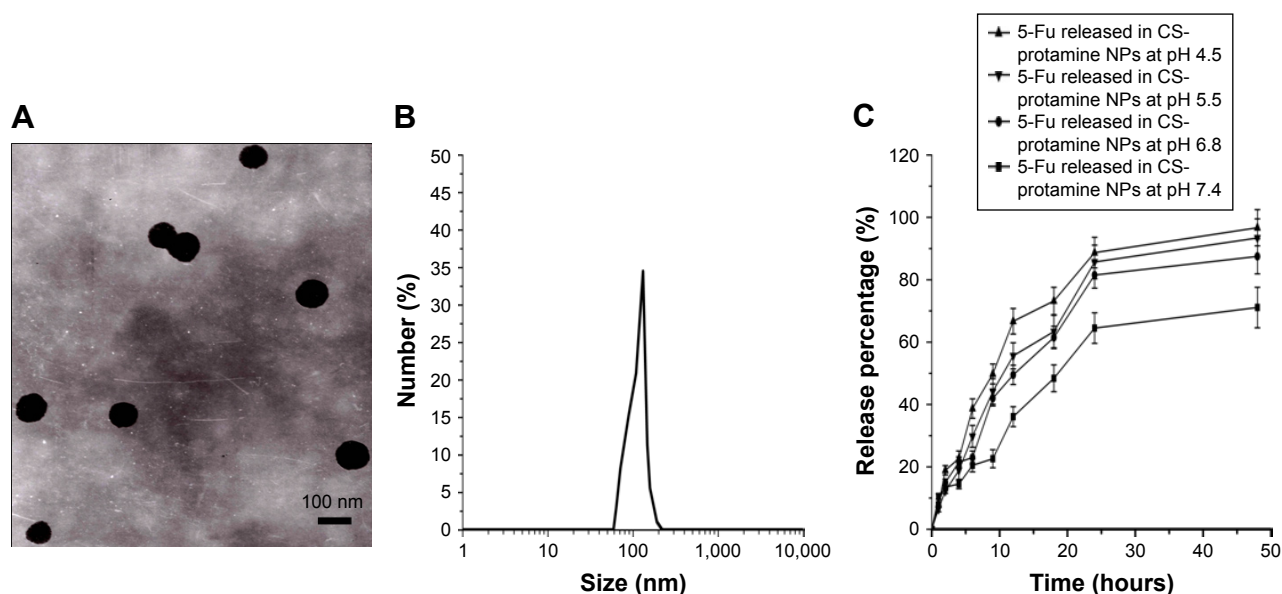 5-Fu released in CS-
protamine NPs at pH 4.5
5-Fu released in CS-
protamine NPs at pH 5.5
5-Fu released in CS-
protamine NPs at pH 6.8
5-Fu released in CS-
protamine NPs at pH 7.4
A
100 nm
B
50
45
40
35
30
25
20
15
10
5
0
Number (%)
1
10
100
1,000
10,000
Size (nm)
C
120
100
80
60
40
20
0
Release percentage (%)
0
10
20
30
40
50
Time (hours)